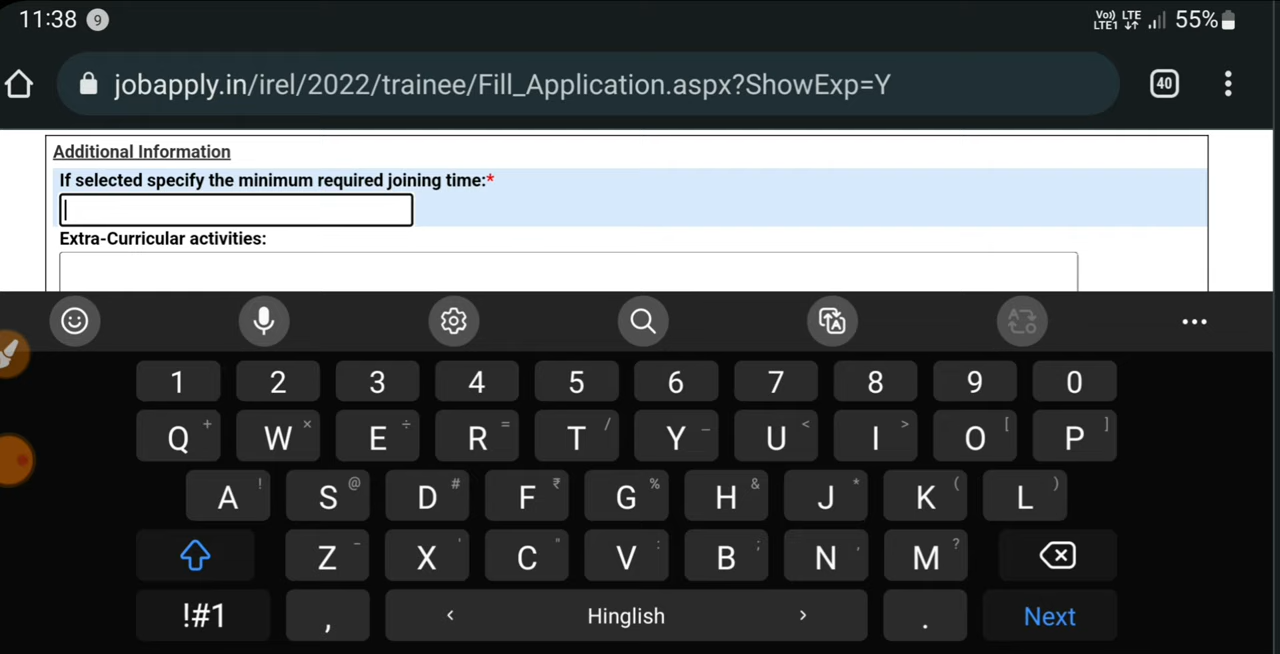 11:38 9 Vo)) LTE LTE1 55%
jobapply.in/irel/2022/trainee/Fill_Application.aspx?ShowExp=Y 40
Additional Information
If selected specify the minimum required joining time:*
Extra-Curricular activities:
1 2 3 4 5 6 7 8 9 0
Q + W × E ÷ R = T / Y _ U < I > O [ P ]
A ! S @ D # F ₹ G % H & J * K ( L )
Z - X ' C " V : B ; N , M ?
!#1 , < Hinglish > . Next